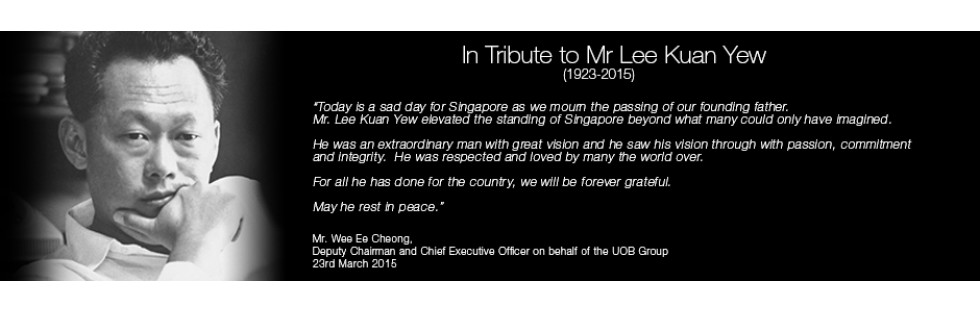 In Tribute to Mr Lee Kuan Yew
(1923-2015)
"Today is a sad day for Singapore as we mourn the passing of our founding father.
Mr. Lee Kuan Yew elevated the standing of Singapore beyond what many could only have imagined.
He was an extraordinary man with great vision and he saw his vision through with passion, commitment
and integrity.  He was respected and loved by many the world over.
For all he has done for the country, we will be forever grateful.
May he rest in peace."
Mr. Wee Ee Cheong,
Deputy Chairman and Chief Executive Officer on behalf of the UOB Group
23rd March 2015